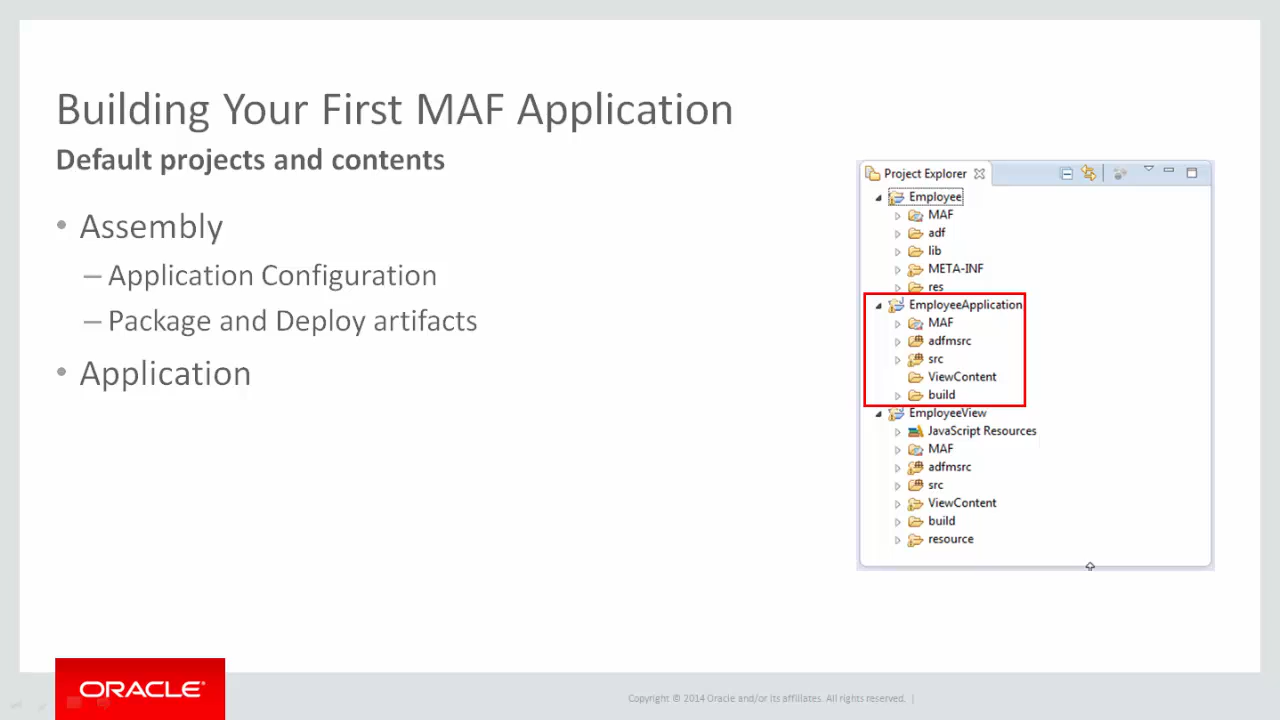 Building Your First MAF Application
Default projects and contents
• Assembly
– Application Configuration
– Package and Deploy artifacts
• Application
Project Explorer
Employee
MAF
adf
lib
META-INF
res
EmployeeApplication
MAF
adfmsrc
src
ViewContent
build
EmployeeView
JavaScript Resources
MAF
adfmsrc
src
ViewContent
build
resource
ORACLE®
Copyright © 2014 Oracle and/or its affiliates. All rights reserved. |